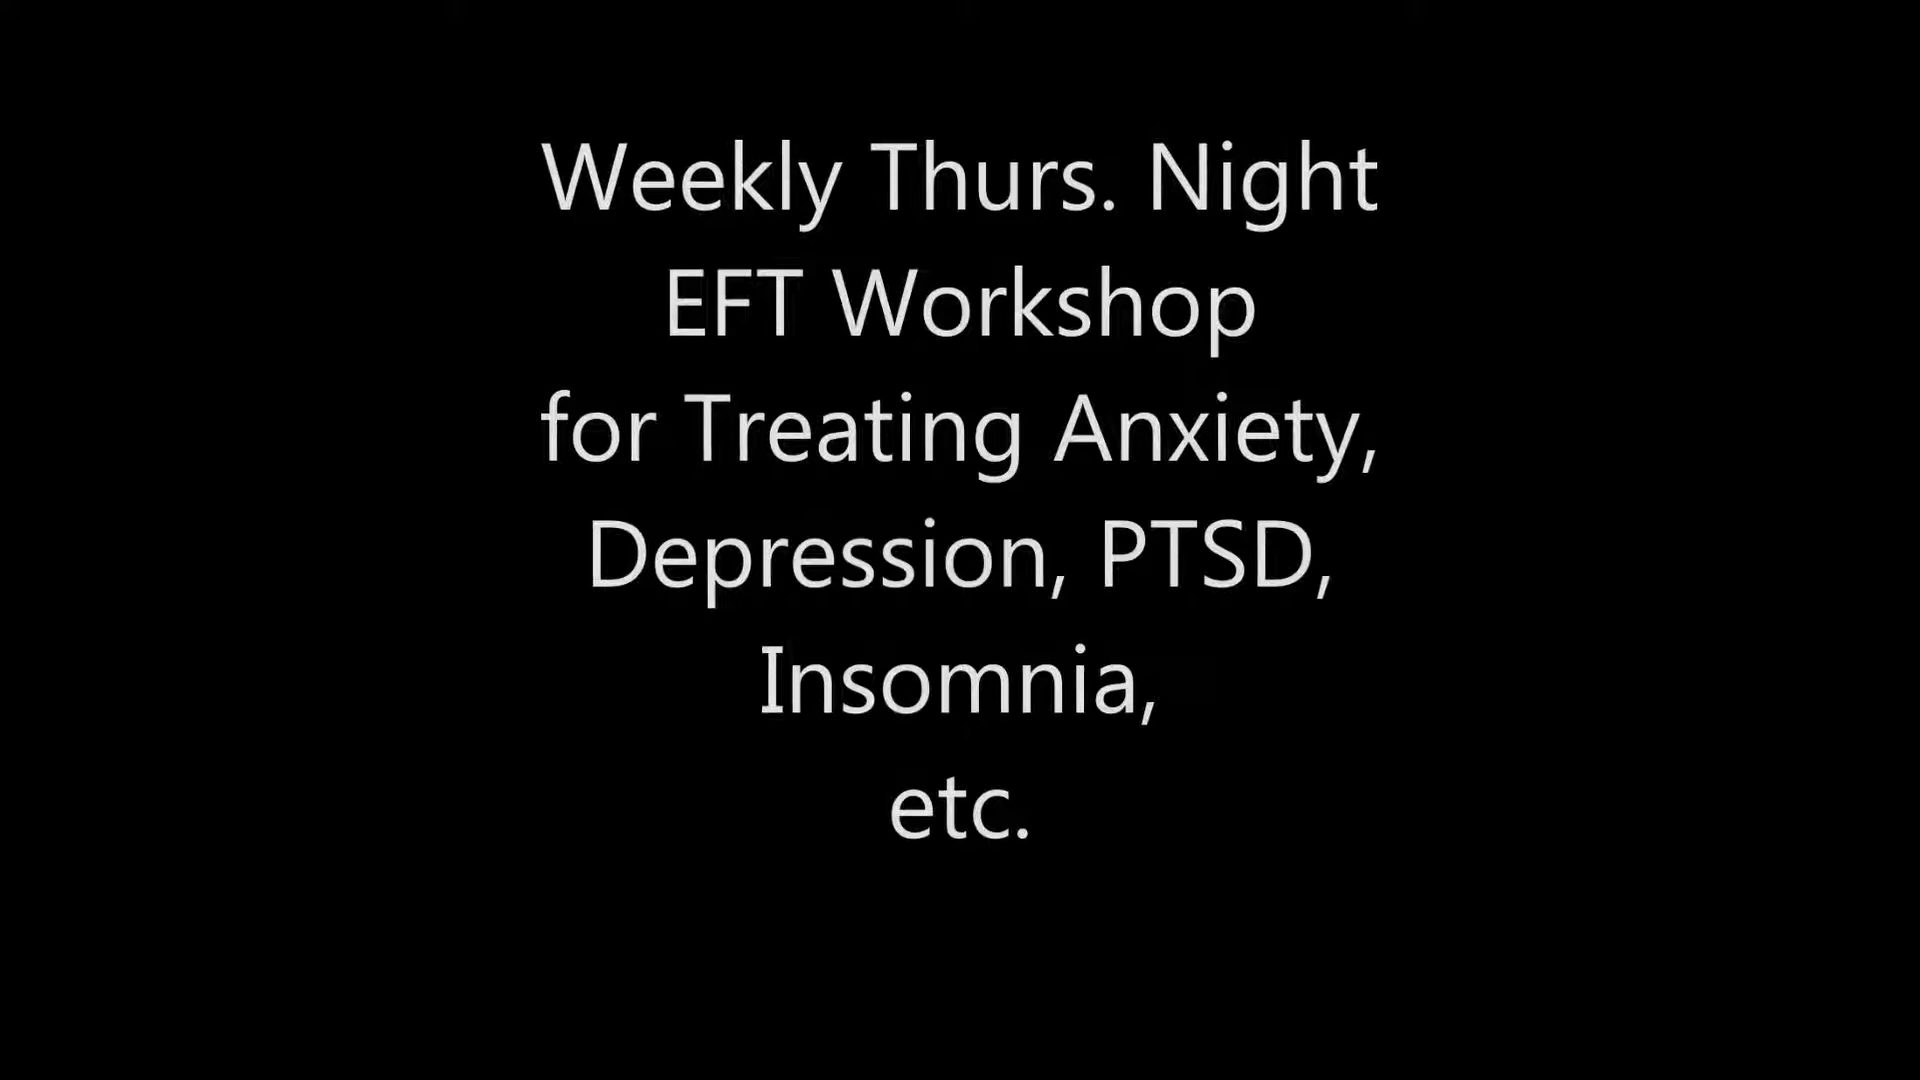 Weekly Thurs. Night
EFT Workshop
for Treating Anxiety,
Depression, PTSD,
Insomnia,
etc.